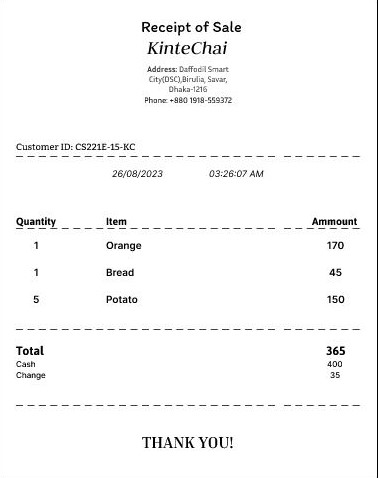 Receipt of Sale
KinteChai
Address: Daffodil Smart
City(DSC),Birulia, Savar,
Dhaka-1216
Phone: +880 1918-559372
Customer ID: CS221E-15-KC
26/08/2023 03:26:07 AM
Quantity Item Ammount
1 Orange 170
1 Bread 45
5 Potato 150
Total 365
Cash 400
Change 35
THANK YOU!